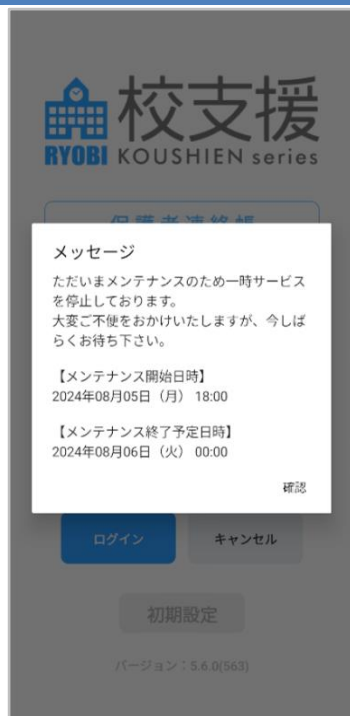 校支援
RYOBI KOUSHIEN series
保護者連絡帳
メッセージ
ただいまメンテナンスのため一時サービス
を停止しております。
大変ご不便をおかけいたしますが、今しば
らくお待ち下さい。
【メンテナンス開始日時】
2024年08月05日（月） 18:00
【メンテナンス終了予定日時】
2024年08月06日（火） 00:00
確認
ログイン
キャンセル
初期設定
バージョン：5.6.0(563)